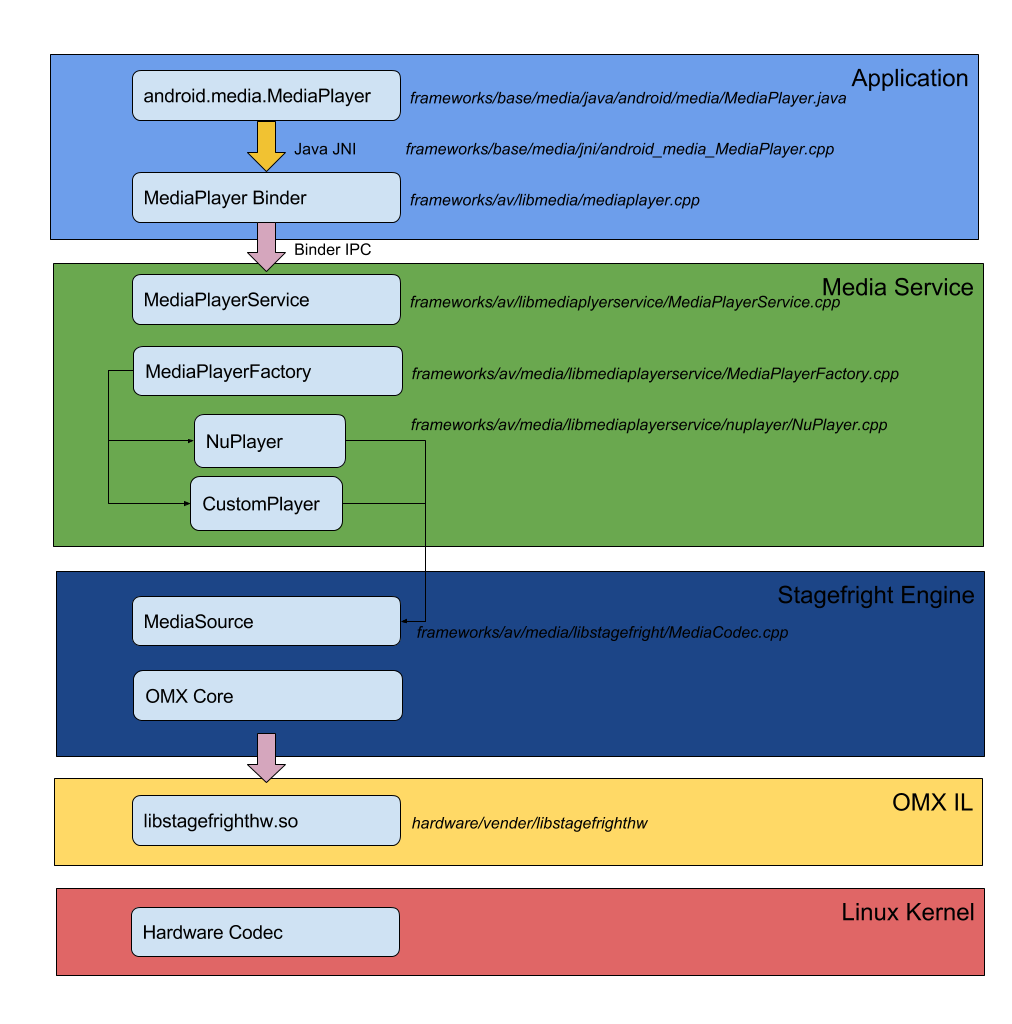 Application
android.media.MediaPlayer
frameworks/base/media/java/android/media/MediaPlayer.java
Java JNI
frameworks/base/media/jni/android_media_MediaPlayer.cpp
MediaPlayer Binder
frameworks/av/libmedia/mediaplayer.cpp
Binder IPC
Media Service
MediaPlayerService
frameworks/av/libmediaplyerservice/MediaPlayerService.cpp
MediaPlayerFactory
frameworks/av/media/libmediaplayerservice/MediaPlayerFactory.cpp
frameworks/av/media/libmediaplayerservice/nuplayer/NuPlayer.cpp
NuPlayer
CustomPlayer
Stagefright Engine
MediaSource
frameworks/av/media/libstagefright/MediaCodec.cpp
OMX Core
OMX IL
libstagefrighthw.so
hardware/vender/libstagefrighthw
Linux Kernel
Hardware Codec